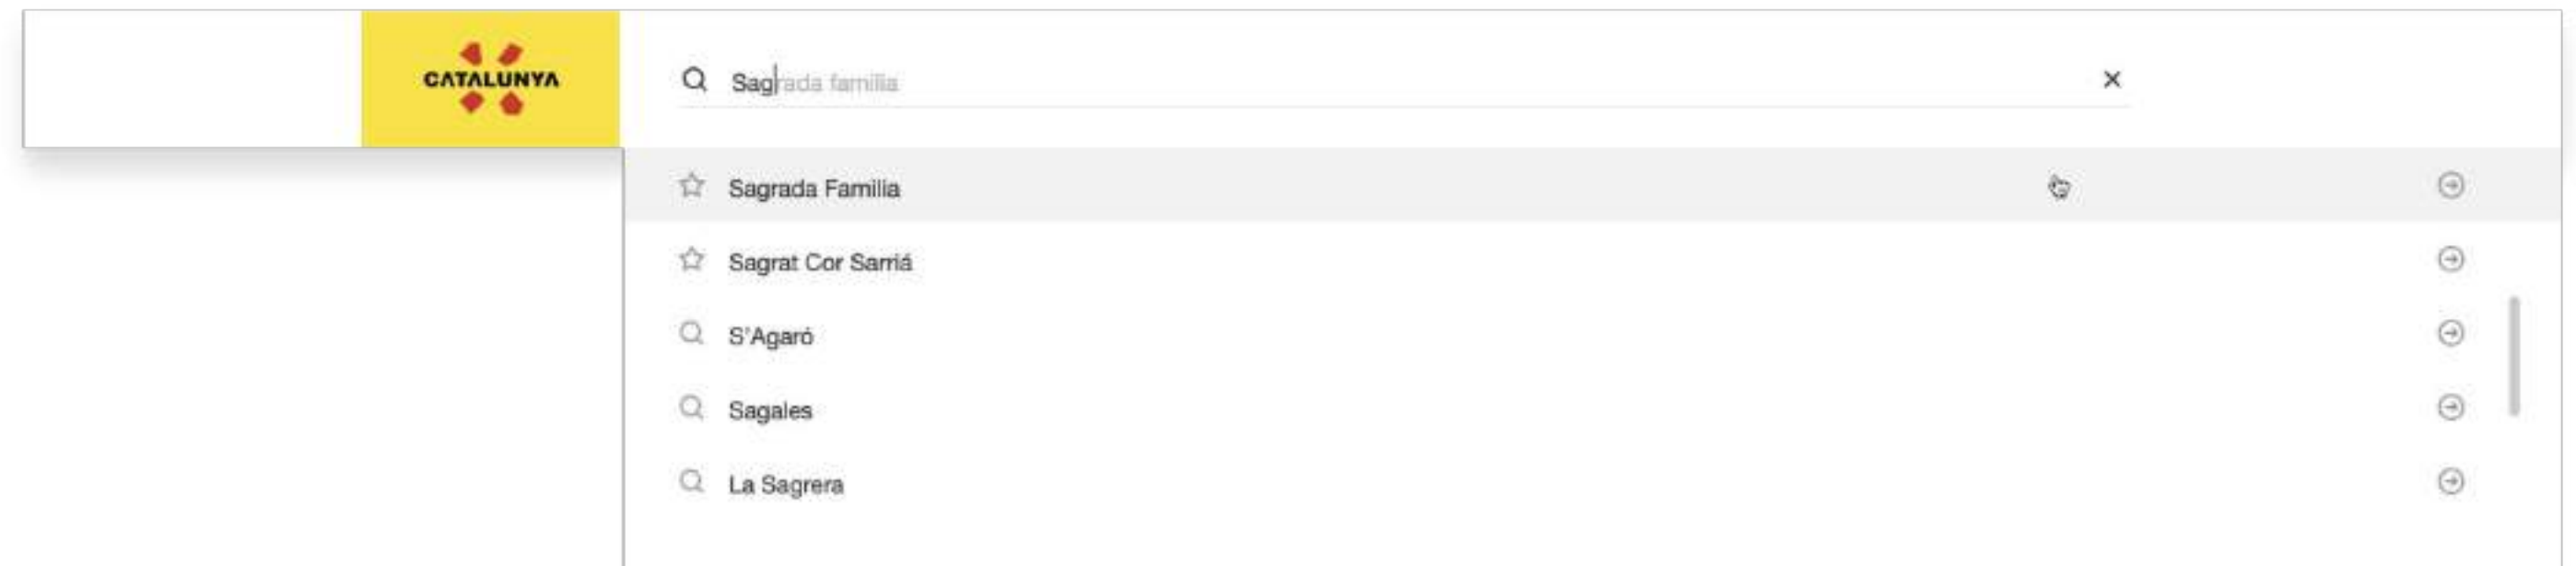 CATALUNYA
Sagrada familia
Sagrada Familia
Sagrat Cor Sarriá
S'Agaró
Sagales
La Sagrera